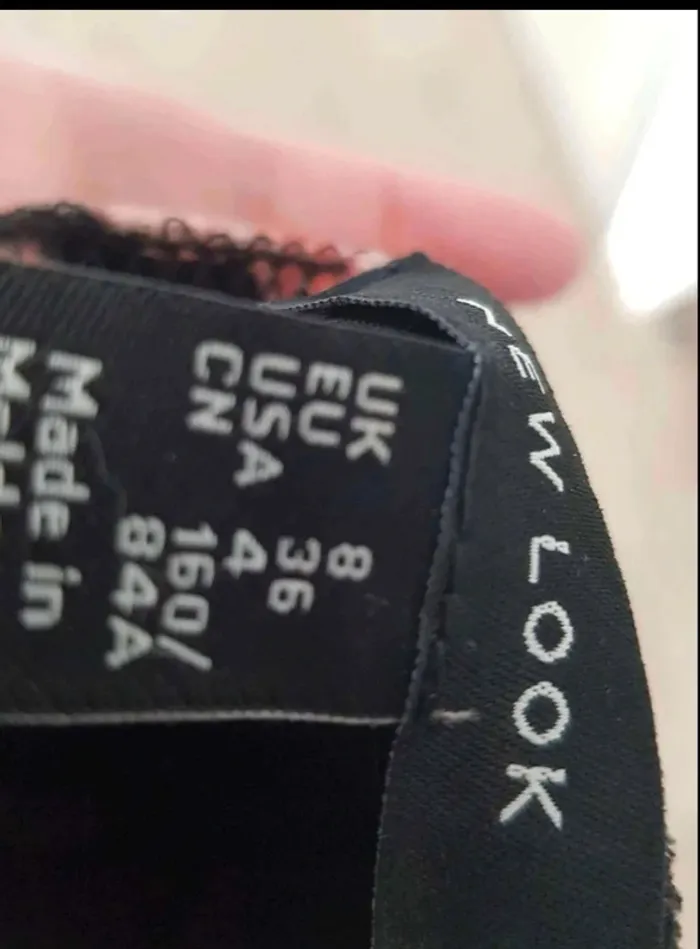 NEW LOOK
UK 8
EU 36
USA 4
CN 160/
84A
Made in